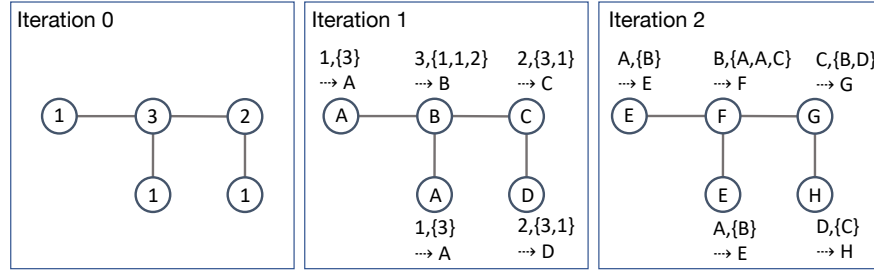 Iteration 0
1
3
2
1
1
Iteration 1
1,{3}
⤏ A
3,{1,1,2}
⤏ B
2,{3,1}
⤏ C
A
B
C
A
D
1,{3}
⤏ A
2,{3,1}
⤏ D
Iteration 2
A,{B}
⤏ E
B,{A,A,C}
⤏ F
C,{B,D}
⤏ G
E
F
G
E
H
A,{B}
⤏ E
D,{C}
⤏ H